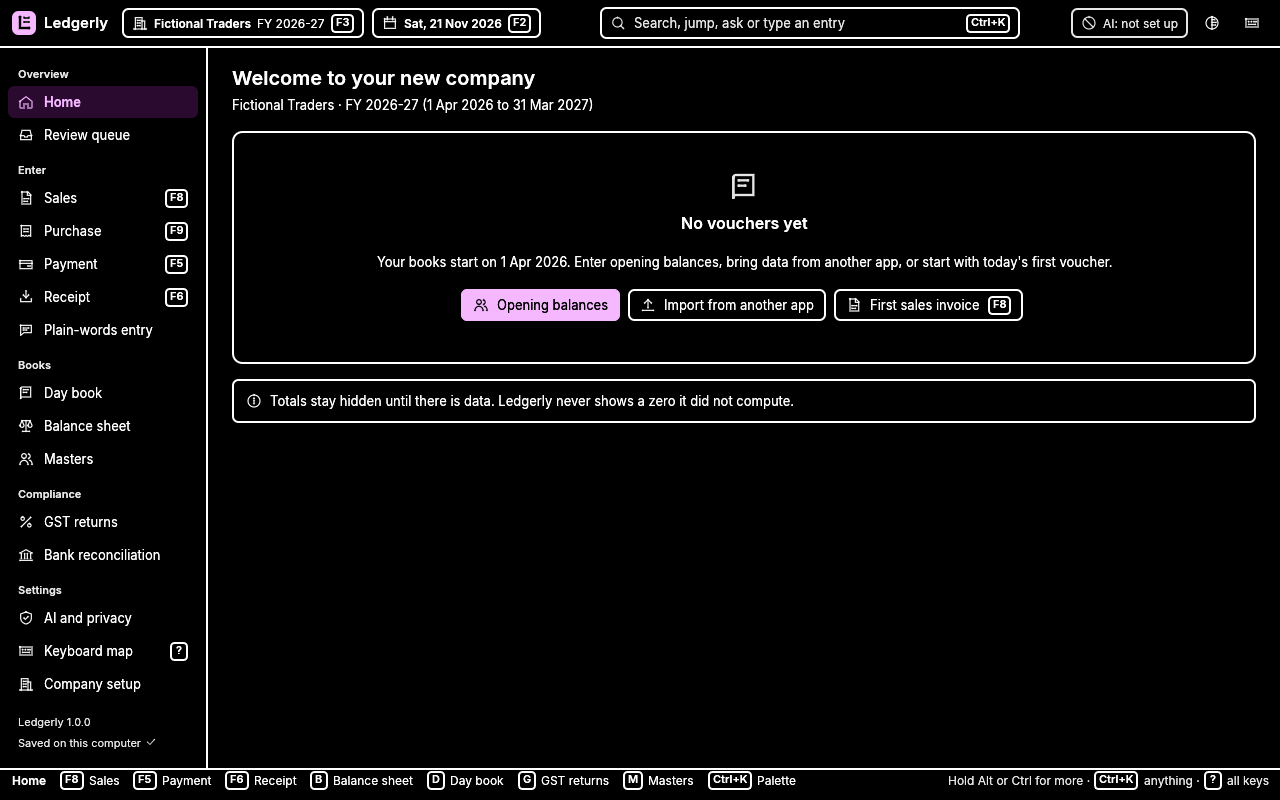 Ledgerly
Fictional Traders FY 2026-27 F3
Sat, 21 Nov 2026 F2
Search, jump, ask or type an entry Ctrl+K
AI: not set up
Overview
Home
Review queue
Enter
Sales F8
Purchase F9
Payment F5
Receipt F6
Plain-words entry
Books
Day book
Balance sheet
Masters
Compliance
GST returns
Bank reconciliation
Settings
AI and privacy
Keyboard map ?
Company setup
Ledgerly 1.0.0
Saved on this computer
Welcome to your new company
Fictional Traders · FY 2026-27 (1 Apr 2026 to 31 Mar 2027)
No vouchers yet
Your books start on 1 Apr 2026. Enter opening balances, bring data from another app, or start with today's first voucher.
Opening balances
Import from another app
First sales invoice F8
Totals stay hidden until there is data. Ledgerly never shows a zero it did not compute.
Home F8 Sales F5 Payment F6 Receipt B Balance sheet D Day book G GST returns M Masters Ctrl+K Palette
Hold Alt or Ctrl for more · Ctrl+K anything · ? all keys